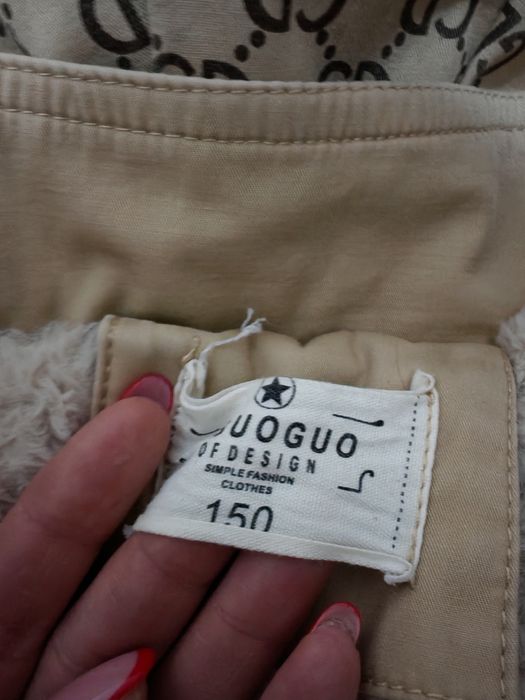 UOGUO
OF DESIGN
SIMPLE FASHION
CLOTHES
150